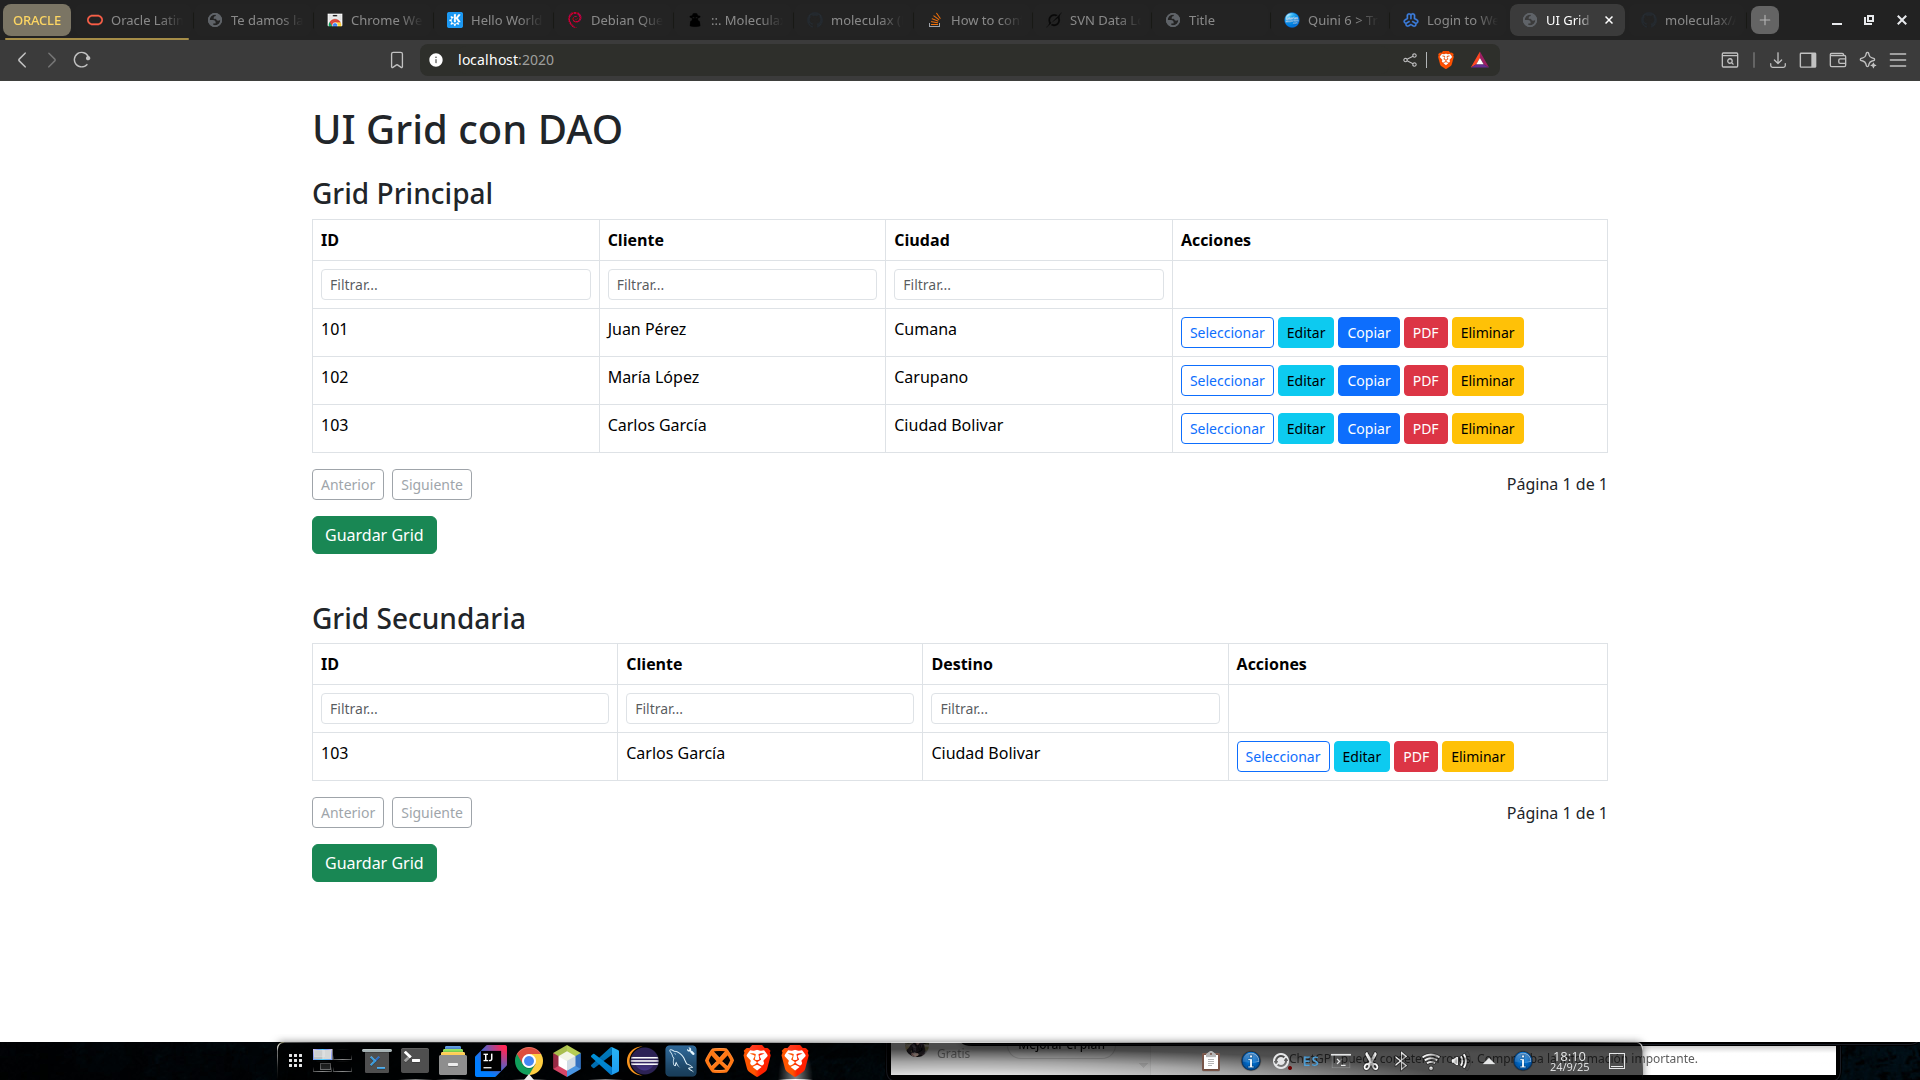 ORACLE Oracle Latin Te damos la Chrome We Hello World Debian Que ::. Molecula moleculax ( How to con SVN Data L Title Quini 6 > Tr Login to We UI Grid moleculax/
localhost:2020
UI Grid con DAO
Grid Principal
ID Cliente Ciudad Acciones
Filtrar... Filtrar... Filtrar...
101 Juan Pérez Cumana Seleccionar Editar Copiar PDF Eliminar
102 María López Carupano Seleccionar Editar Copiar PDF Eliminar
103 Carlos García Ciudad Bolivar Seleccionar Editar Copiar PDF Eliminar
Anterior Siguiente Página 1 de 1
Guardar Grid
Grid Secundaria
ID Cliente Destino Acciones
Filtrar... Filtrar... Filtrar...
103 Carlos García Ciudad Bolivar Seleccionar Editar PDF Eliminar
Anterior Siguiente Página 1 de 1
Guardar Grid
Gratis Mejorar el plan
ES 18:10 importante.
24/9/25